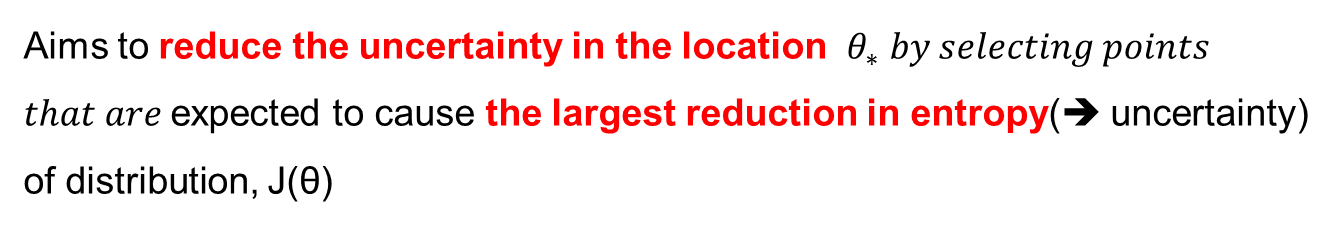 Aims to reduce the uncertainty in the location θ* by selecting points
that are expected to cause the largest reduction in entropy(➔ uncertainty)
of distribution, J(θ)